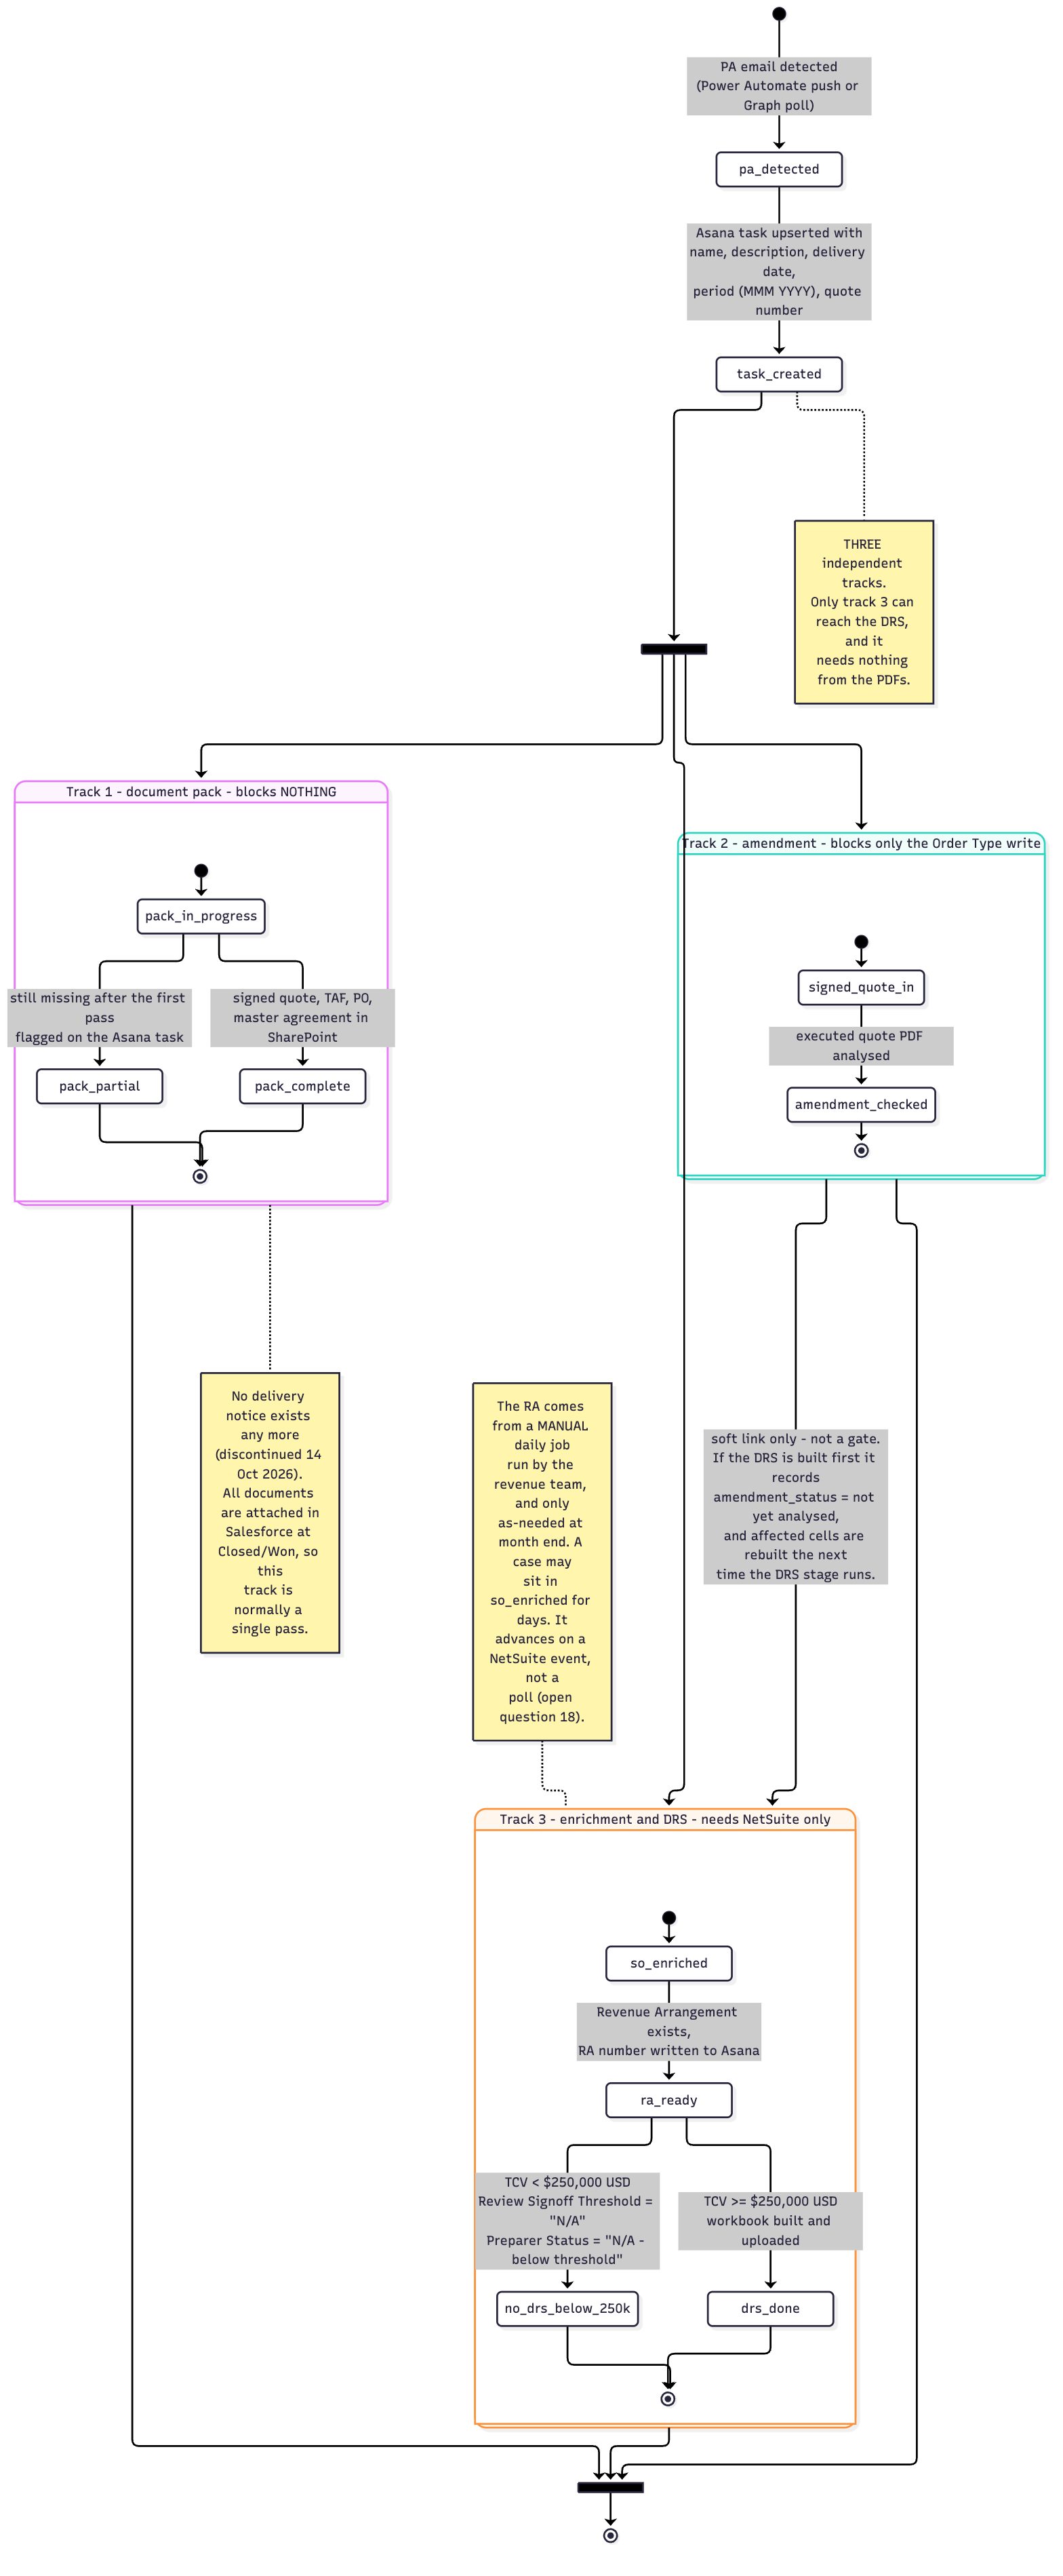 PA email detected
(Power Automate push or
Graph poll)
pa_detected
Asana task upserted with
name, description, delivery
date,
period (MMM YYYY), quote
number
task_created
THREE
independent
tracks.
Only track 3 can
reach the DRS,
and it
needs nothing
from the PDFs.
Track 1 - document pack - blocks NOTHING
pack_in_progress
still missing after the first
pass
flagged on the Asana task
signed quote, TAF, PO,
master agreement in
SharePoint
pack_partial
pack_complete
Track 2 - amendment - blocks only the Order Type write
signed_quote_in
executed quote PDF
analysed
amendment_checked
No delivery
notice exists
any more
(discontinued 14
Oct 2026).
All documents
are attached in
Salesforce at
Closed/Won, so
this
track is
normally a
single pass.
The RA comes
from a MANUAL
daily job
run by the
revenue team,
and only
as-needed at
month end. A
case may
sit in
so_enriched for
days. It
advances on a
NetSuite event,
not a
poll (open
question 18).
soft link only - not a gate.
If the DRS is built first it
records
amendment_status = not
yet analysed,
and affected cells are
rebuilt the next
time the DRS stage runs.
Track 3 - enrichment and DRS - needs NetSuite only
so_enriched
Revenue Arrangement
exists,
RA number written to Asana
ra_ready
TCV < $250,000 USD
Review Signoff Threshold =
"N/A"
Preparer Status = "N/A -
below threshold"
TCV >= $250,000 USD
workbook built and
uploaded
no_drs_below_250k
drs_done